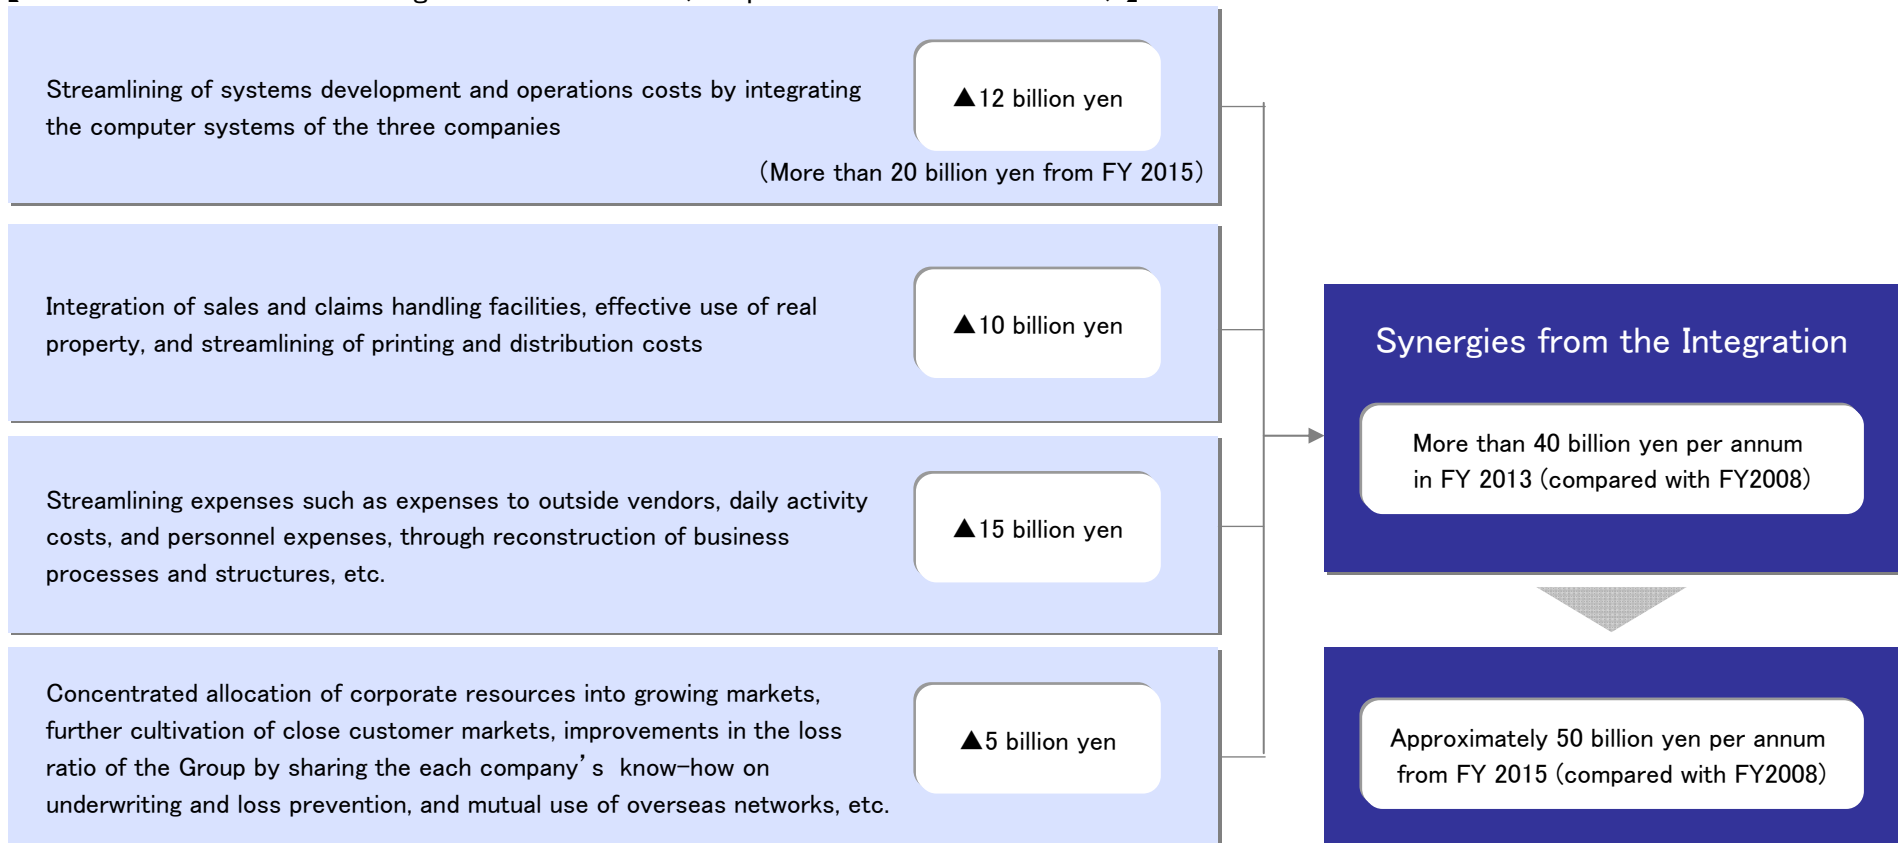 Streamlining of systems development and operations costs by integrating
the computer systems of the three companies
▲12 billion yen
(More than 20 billion yen from FY 2015)
Integration of sales and claims handling facilities, effective use of real
property, and streamlining of printing and distribution costs
▲10 billion yen
Streamlining expenses such as expenses to outside vendors, daily activity
costs, and personnel expenses, through reconstruction of business
processes and structures, etc.
▲15 billion yen
Concentrated allocation of corporate resources into growing markets,
further cultivation of close customer markets, improvements in the loss
ratio of the Group by sharing the each company's know-how on
underwriting and loss prevention, and mutual use of overseas networks, etc.
▲5 billion yen
Synergies from the Integration
More than 40 billion yen per annum
in FY 2013 (compared with FY2008)
Approximately 50 billion yen per annum
from FY 2015 (compared with FY2008)